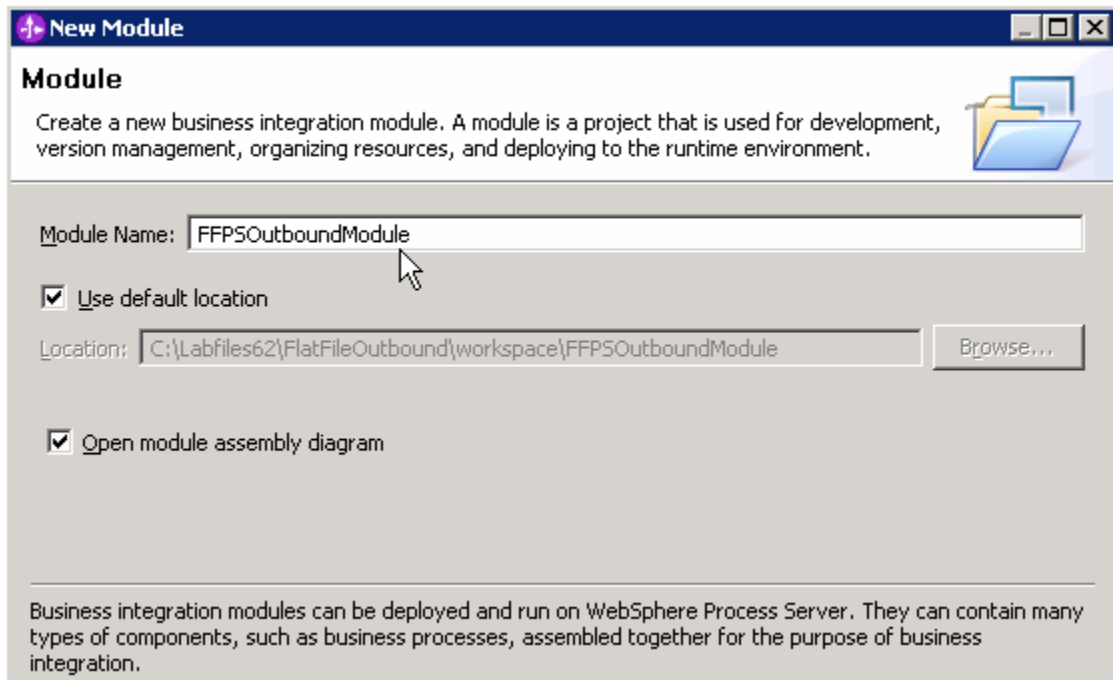 New Module
Module
Create a new business integration module. A module is a project that is used for development,
version management, organizing resources, and deploying to the runtime environment.
Module Name: FFPSOutboundModule
Use default location
Location: C:\Labfiles62\FlatFileOutbound\workspace\FFPSOutboundModule Browse...
Open module assembly diagram
Business integration modules can be deployed and run on WebSphere Process Server. They can contain many
types of components, such as business processes, assembled together for the purpose of business
integration.